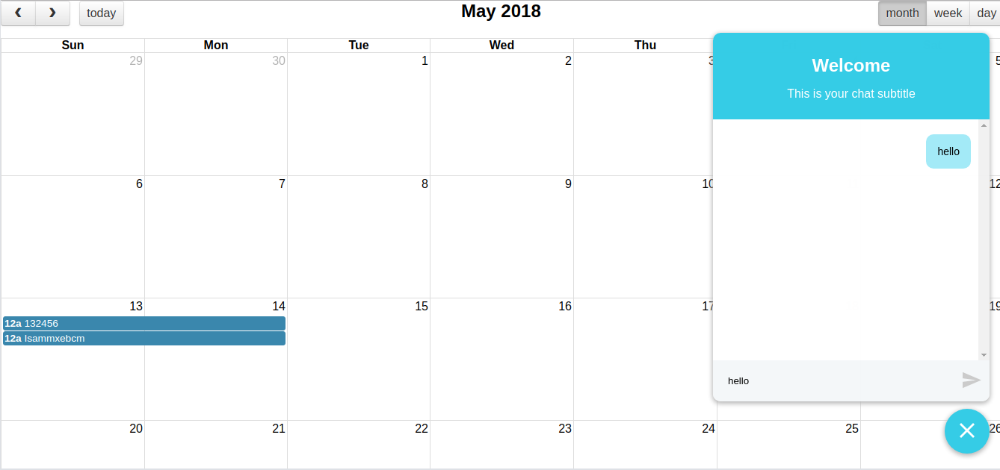 today
May 2018
month week day
Sun Mon Tue Wed Thu
29 30 1 2 3 5
6 7 8 9 10 12
13 14 15 16 17 19
12a 132456
12a lsammxebcm
20 21 22 23 24 25 26
Welcome
This is your chat subtitle
hello
hello